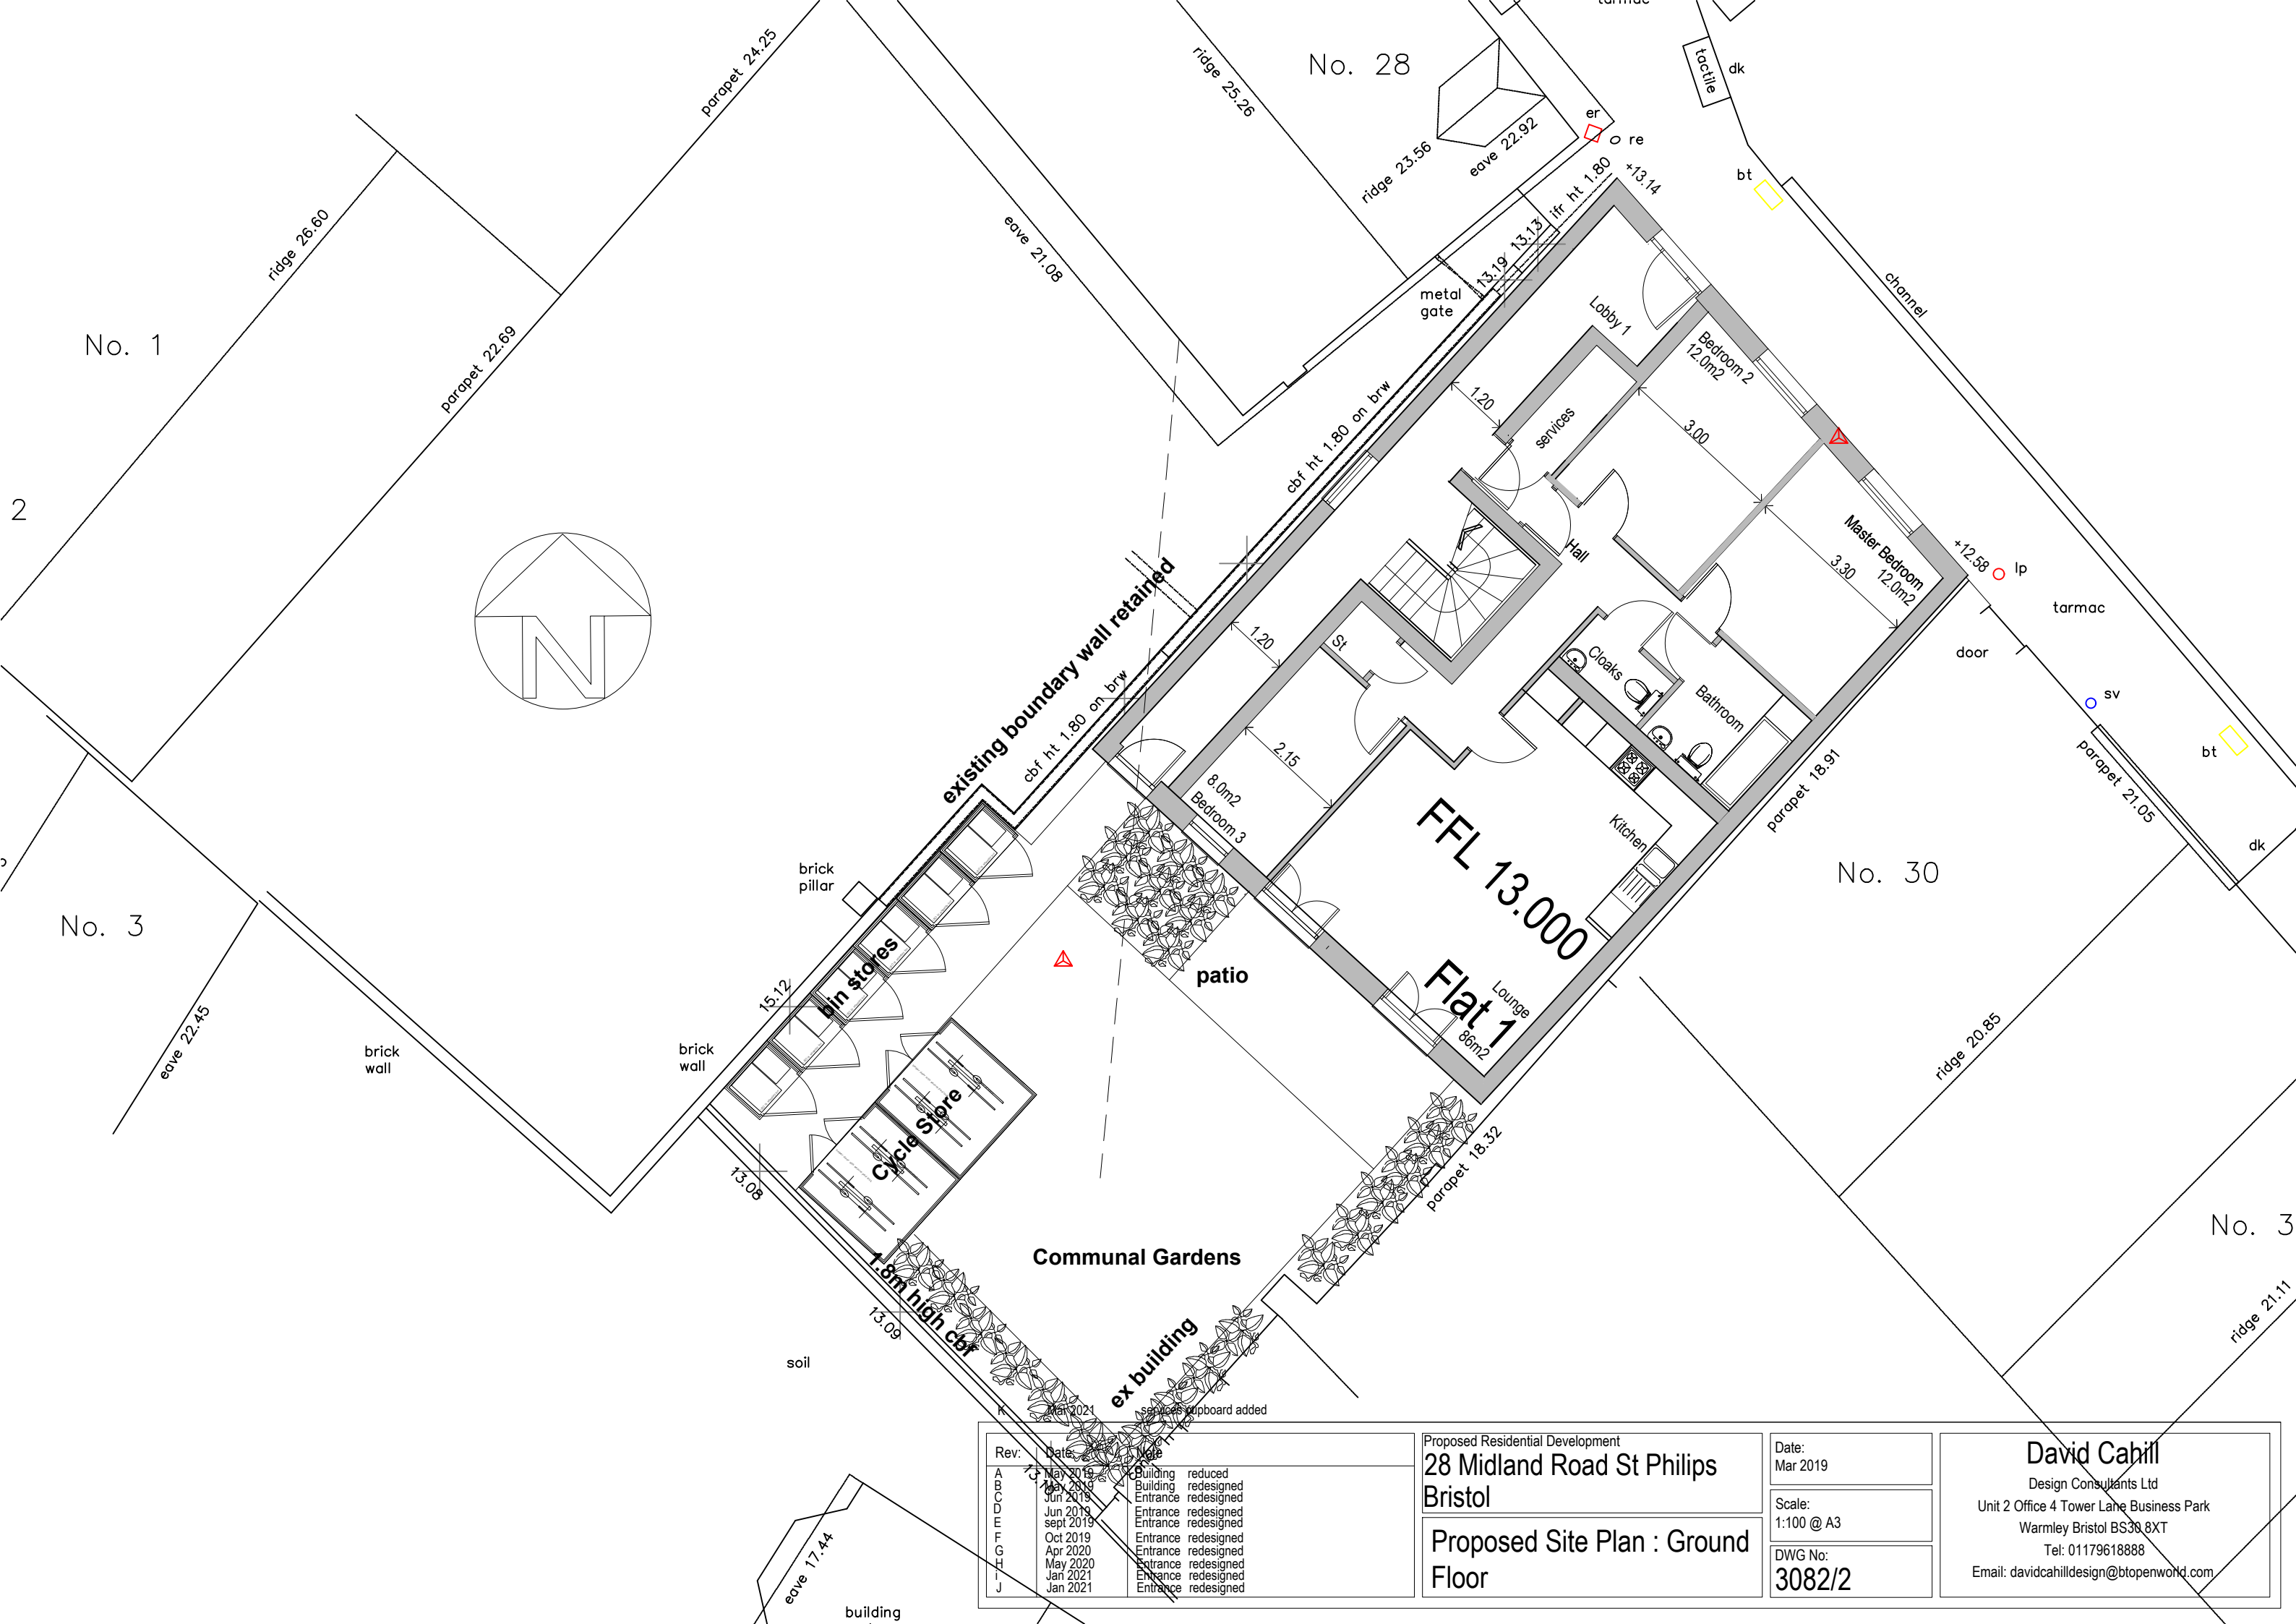 tarmac
parapet 24.25
ridge 25.26
No. 28
tactile
dk
er
re
ridge 23.56
eave 22.92
bt
ifr ht 1.80
+13.14
ridge 26.60
eave 21.08
13.13
13.19
metal
gate
channel
Lobby 1
No. 1
parapet 22.69
Bedroom 2
12.0m2
1.20
cbf ht 1.80 on brw
services
3.00
2
Master Bedroom
12.0m2
3.30
+12.58
lp
Hall
tarmac
existing boundary wall retained
1.20
St
Cloaks
door
cbf ht 1.80 on brw
Bathroom
sv
bt
2.15
parapet 18.91
parapet 21.05
8.0m2
Bedroom 3
Kitchen
dk
brick
pillar
FFL 13.000
No. 30
No. 3
bin stores
patio
15.12
Flat 1
Lounge
86m2
eave 22.45
brick
wall
brick
wall
ridge 20.85
Cycle Store
parapet 18.32
13.08
No. 3
Communal Gardens
1.8m high cbf
13.09
ex building
soil
ridge 21.11
K Mar 2021 services cupboard added
Rev: Date: Note
A May 2019 Building reduced
B May 2019 Building redesigned
C Jun 2019 Entrance redesigned
D Jun 2019 Entrance redesigned
E sept 2019 Entrance redesigned
F Oct 2019 Entrance redesigned
G Apr 2020 Entrance redesigned
H May 2020 Entrance redesigned
i Jan 2021 Entrance redesigned
J Jan 2021 Entrance redesigned
Proposed Residential Development
28 Midland Road St Philips
Bristol
Proposed Site Plan : Ground
Floor
Date:
Mar 2019
Scale:
1:100 @ A3
DWG No:
3082/2
David Cahill
Design Consultants Ltd
Unit 2 Office 4 Tower Lane Business Park
Warmley Bristol BS30 8XT
Tel: 01179618888
Email: davidcahilldesign@btopenworld.com
eave 17.44
building